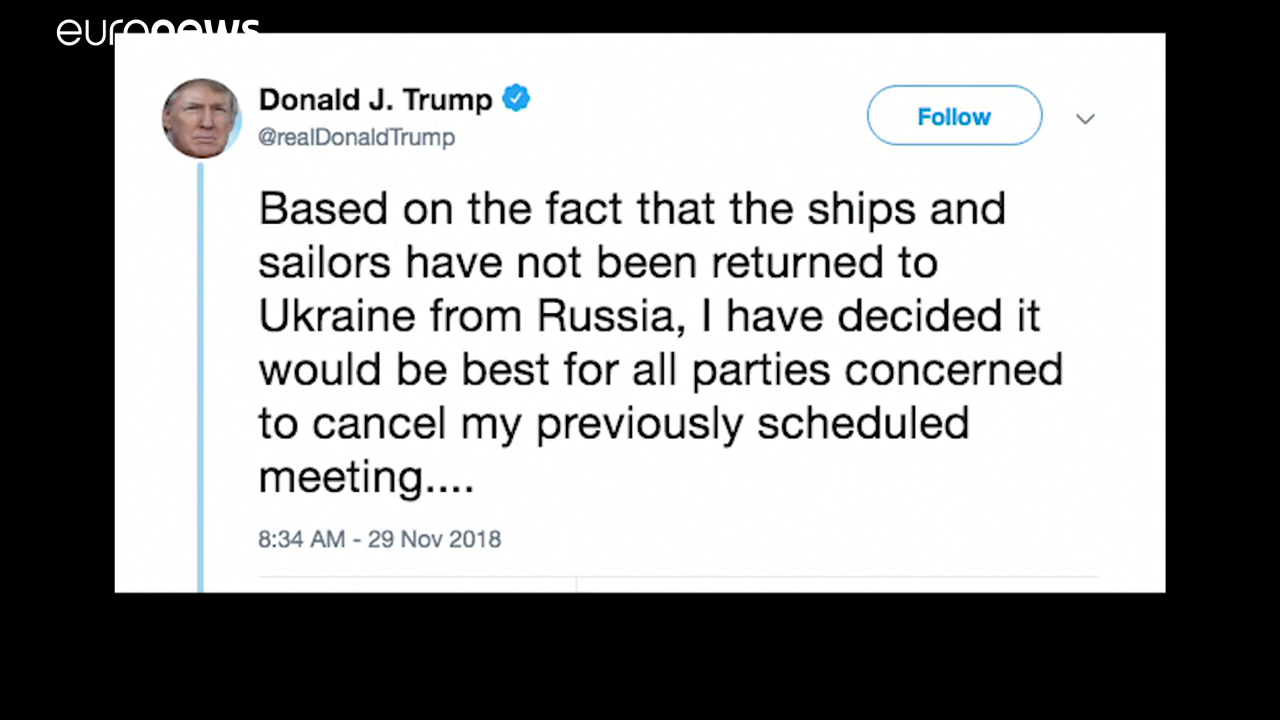 euronews
Donald J. Trump
@realDonaldTrump
Follow
Based on the fact that the ships and
sailors have not been returned to
Ukraine from Russia, I have decided it
would be best for all parties concerned
to cancel my previously scheduled
meeting....
8:34 AM - 29 Nov 2018